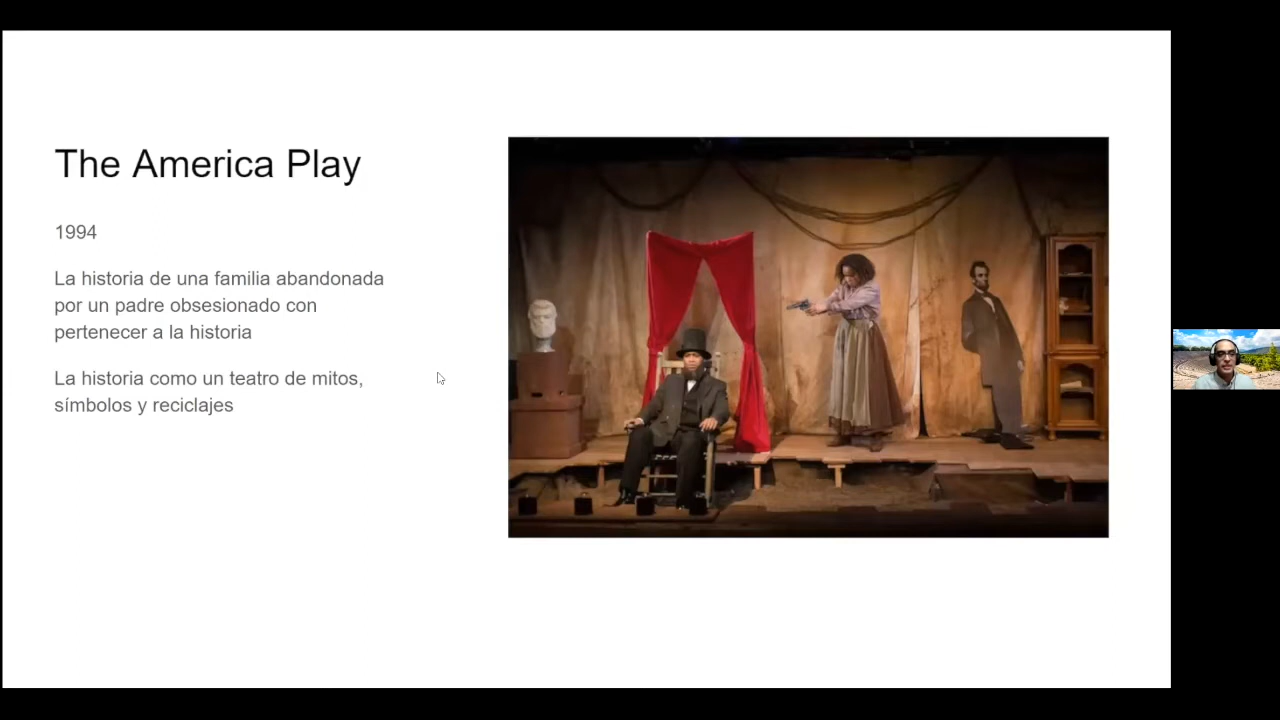 The America Play
1994
La historia de una familia abandonada
por un padre obsesionado con
pertenecer a la historia
La historia como un teatro de mitos,
símbolos y reciclajes